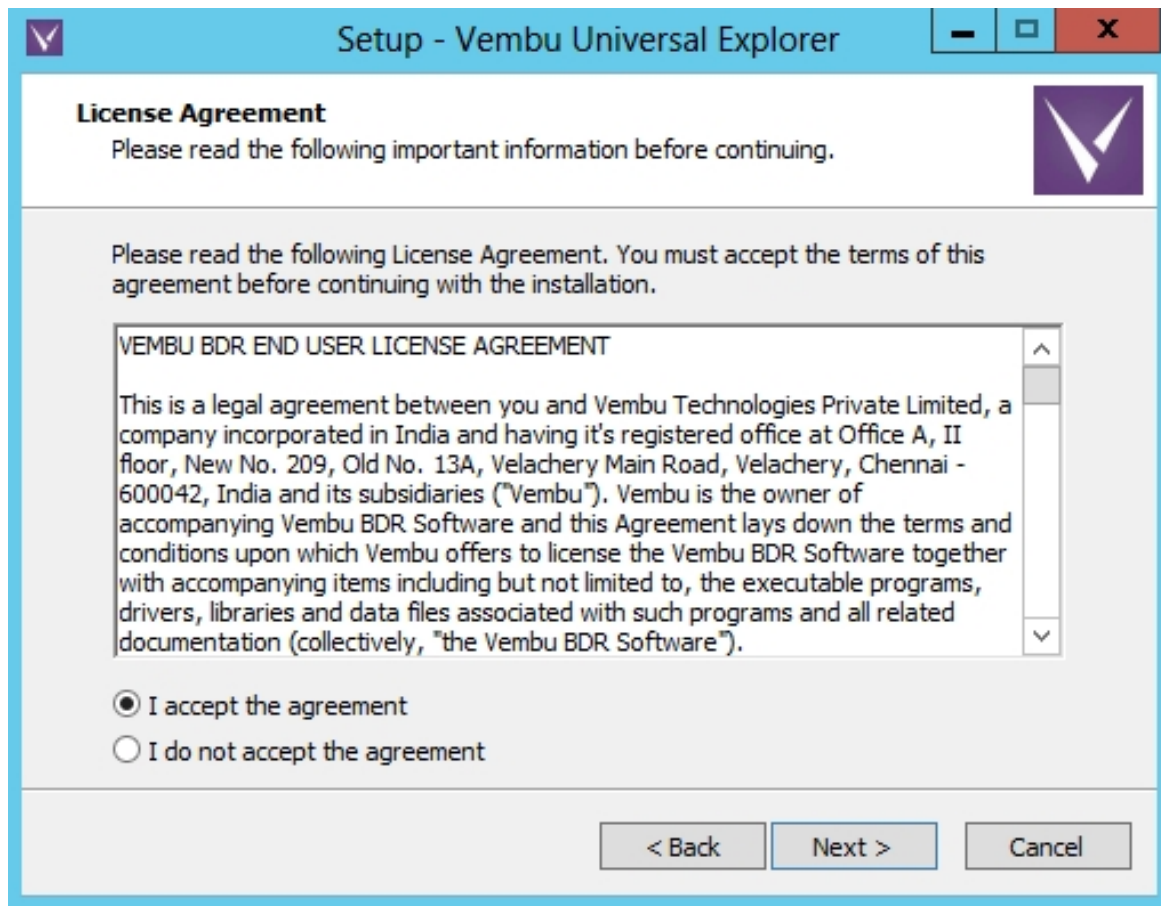 Setup - Vembu Universal Explorer
License Agreement
Please read the following important information before continuing.
Please read the following License Agreement. You must accept the terms of this
agreement before continuing with the installation.
VEMBU BDR END USER LICENSE AGREEMENT
This is a legal agreement between you and Vembu Technologies Private Limited, a
company incorporated in India and having it's registered office at Office A, II
floor, New No. 209, Old No. 13A, Velachery Main Road, Velachery, Chennai -
600042, India and its subsidiaries ("Vembu"). Vembu is the owner of
accompanying Vembu BDR Software and this Agreement lays down the terms and
conditions upon which Vembu offers to license the Vembu BDR Software together
with accompanying items including but not limited to, the executable programs,
drivers, libraries and data files associated with such programs and all related
documentation (collectively, "the Vembu BDR Software").
I accept the agreement
I do not accept the agreement
< Back Next > Cancel